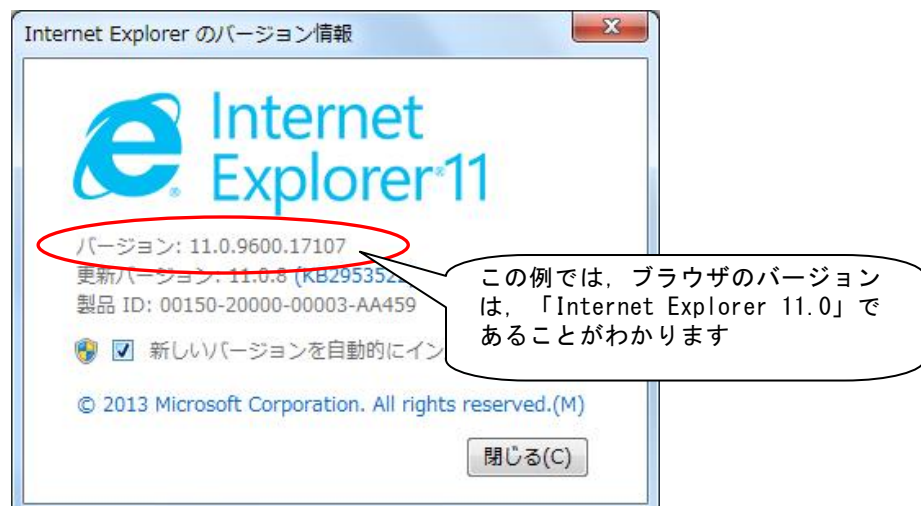 Internet Explorer のバージョン情報
Internet
Explorer®11
バージョン: 11.0.9600.17107
更新バージョン: 11.0.8 (KB295352
製品 ID: 00150-20000-00003-AA459
新しいバージョンを自動的にイン
© 2013 Microsoft Corporation. All rights reserved.(M)
閉じる(C)
この例では，ブラウザのバージョン
は，「Internet Explorer 11.0」で
あることがわかります